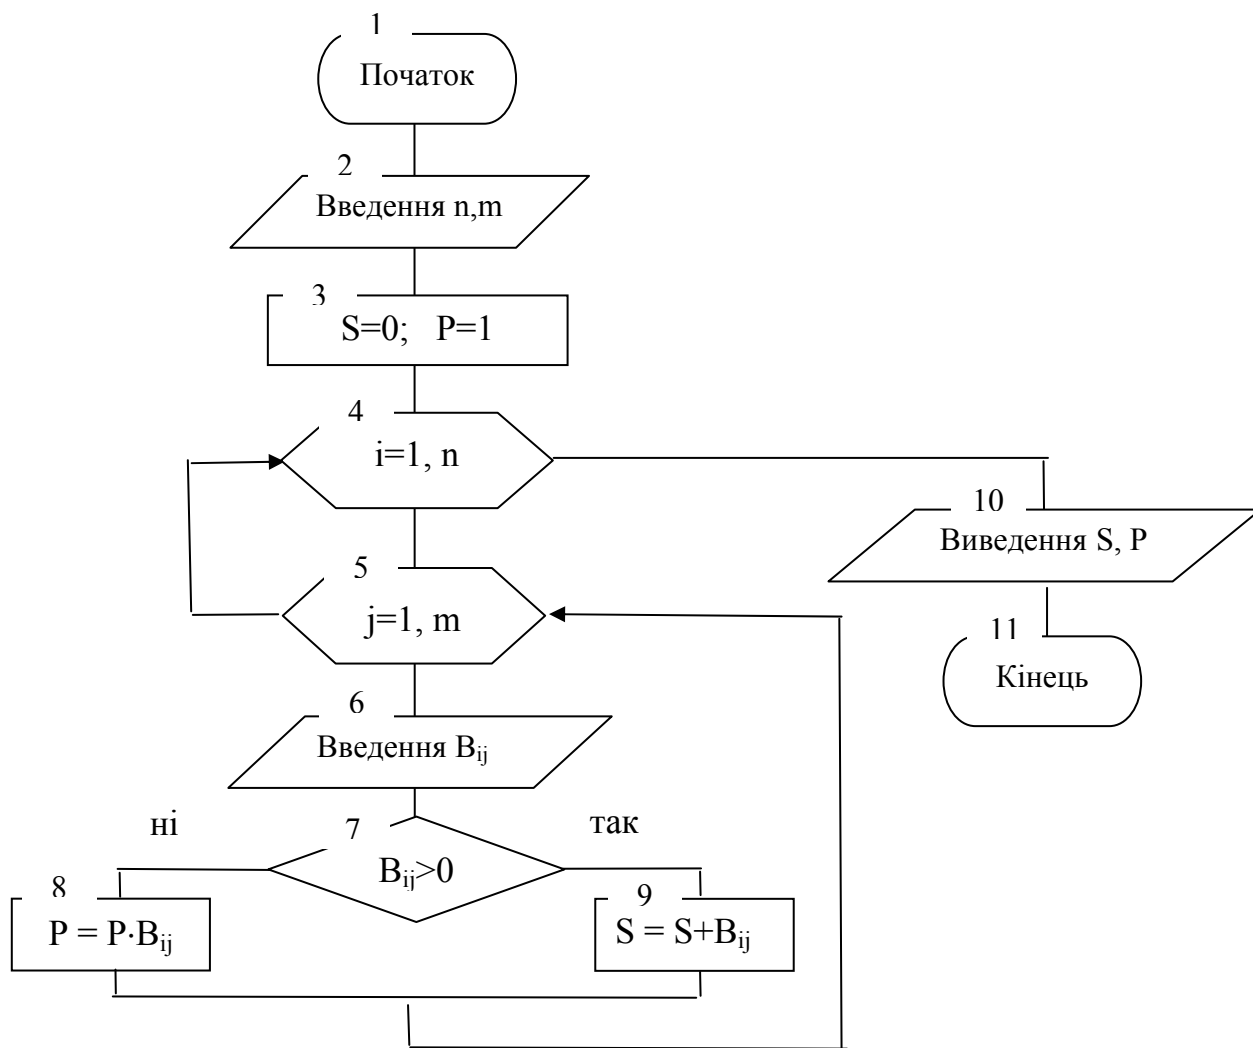 1
Початок
2
Введення n,m
3
S=0; P=1
4
i=1, n
5
j=1, m
6
Введення Bij
7
ні
так
Bij>0
8
P = P·Bij
9
S = S+Bij
10
Виведення S, P
11
Кінець